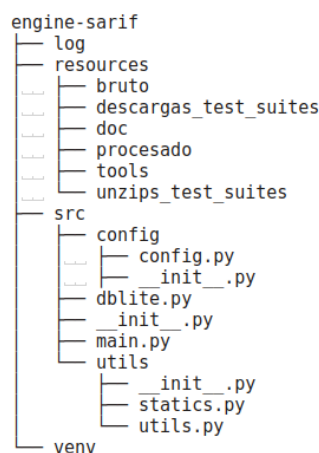 engine-sarif
├── log
├── resources
│   ├── bruto
│   ├── descargas_test_suites
│   ├── doc
│   ├── procesado
│   ├── tools
│   └── unzips_test_suites
├── src
│   ├── config
│   │   ├── config.py
│   │   ├── __init__.py
│   ├── dblite.py
│   ├── __init__.py
│   ├── main.py
│   └── utils
│       ├── __init__.py
│       ├── statics.py
│       └── utils.py
└── venv